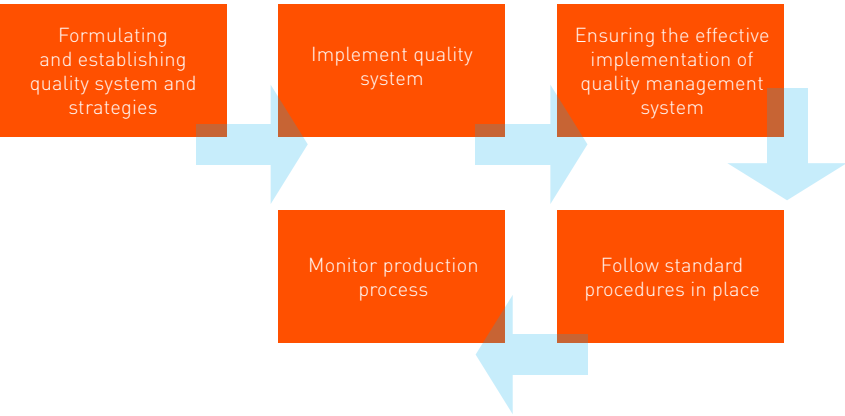 Formulating
and establishing
quality system and
strategies
Implement quality
system
Ensuring the effective
implementation of
quality management
system
Monitor production
process
Follow standard
procedures in place